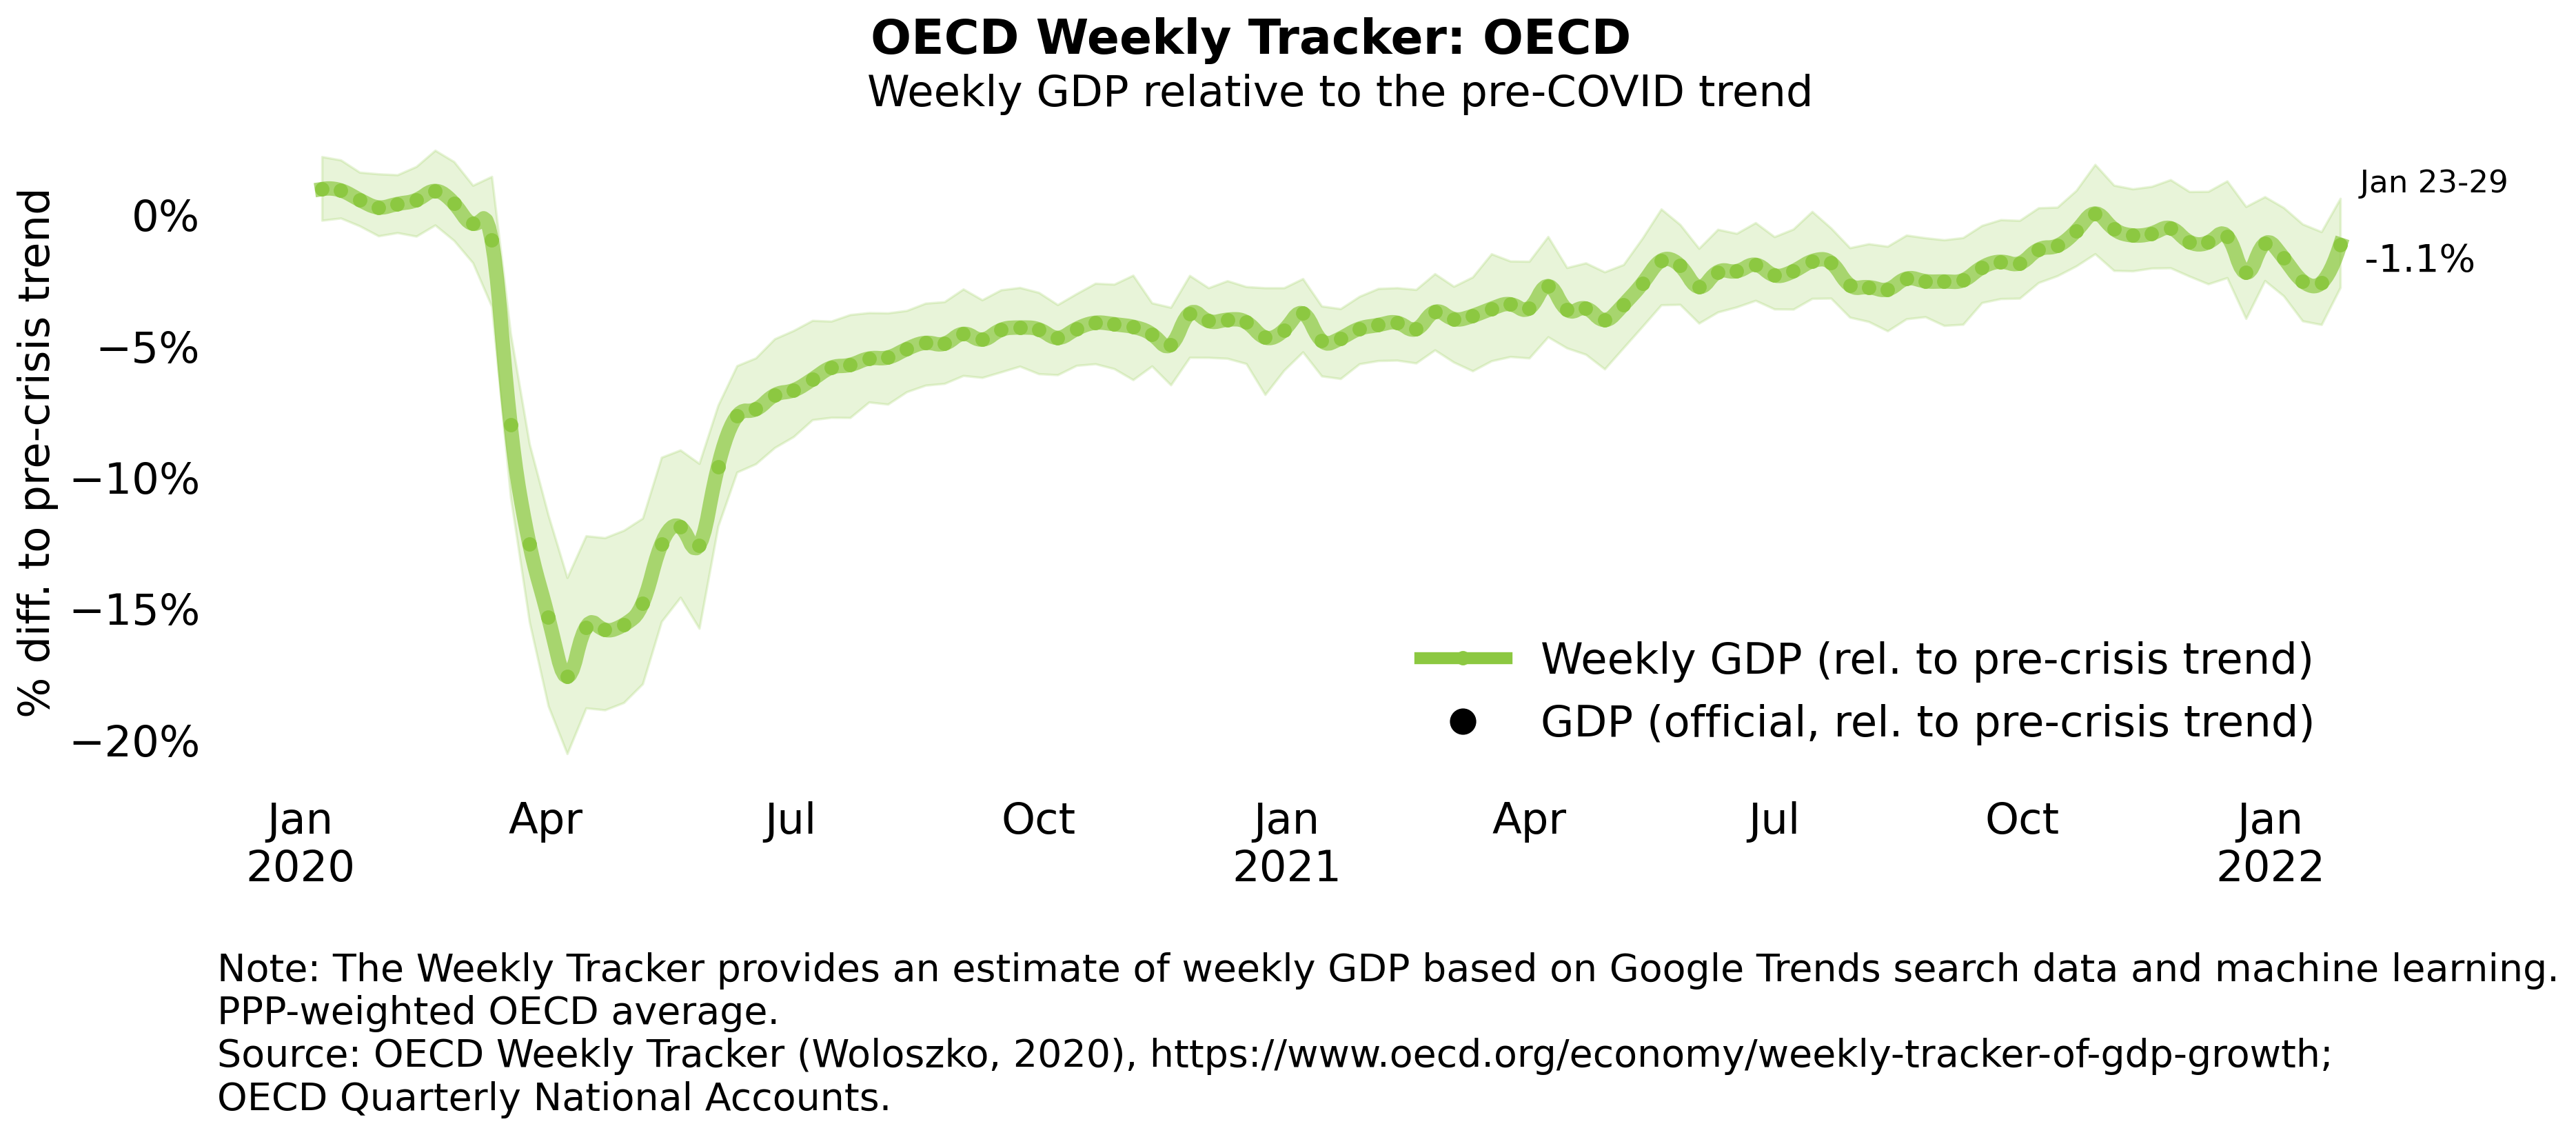 OECD Weekly Tracker: OECD
Weekly GDP relative to the pre-COVID trend
% diff. to pre-crisis trend
0%
−5%
−10%
−15%
−20%
Jan 23-29
-1.1%
Weekly GDP (rel. to pre-crisis trend)
GDP (official, rel. to pre-crisis trend)
Jan Apr Jul Oct Jan Apr Jul Oct Jan
2020 2021 2022
Note: The Weekly Tracker provides an estimate of weekly GDP based on Google Trends search data and machine learning.
PPP-weighted OECD average.
Source: OECD Weekly Tracker (Woloszko, 2020), https://www.oecd.org/economy/weekly-tracker-of-gdp-growth;
OECD Quarterly National Accounts.